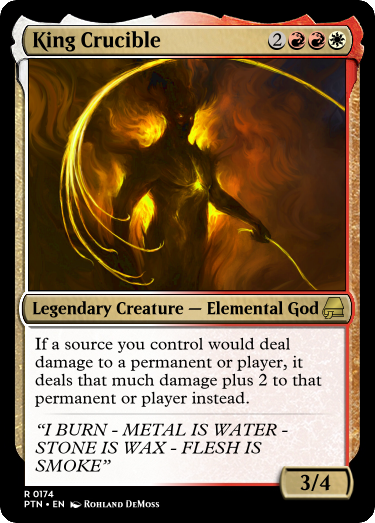 King Crucible
2
Legendary Creature — Elemental God
If a source you control would deal
damage to a permanent or player, it
deals that much damage plus 2 to that
permanent or player instead.
“I BURN - METAL IS WATER -
STONE IS WAX - FLESH IS
SMOKE”
3/4
R 0174
PTN • EN Rohland DeMoss